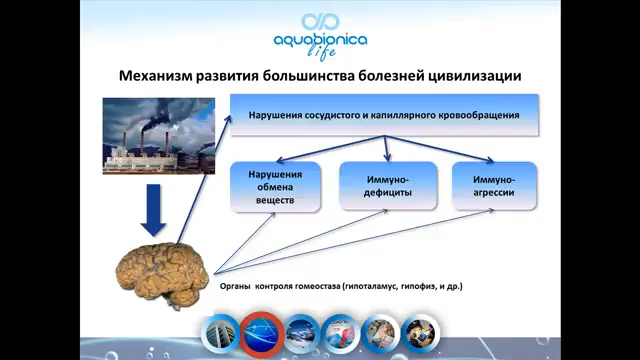 aquabionica
life
Механизм развития большинства болезней цивилизации
Нарушения сосудистого и капиллярного кровообращения
Нарушения
обмена
веществ
Иммуно-
дефициты
Иммуно-
агрессии
Органы контроля гомеостаза (гипоталамус, гипофиз, и др.)